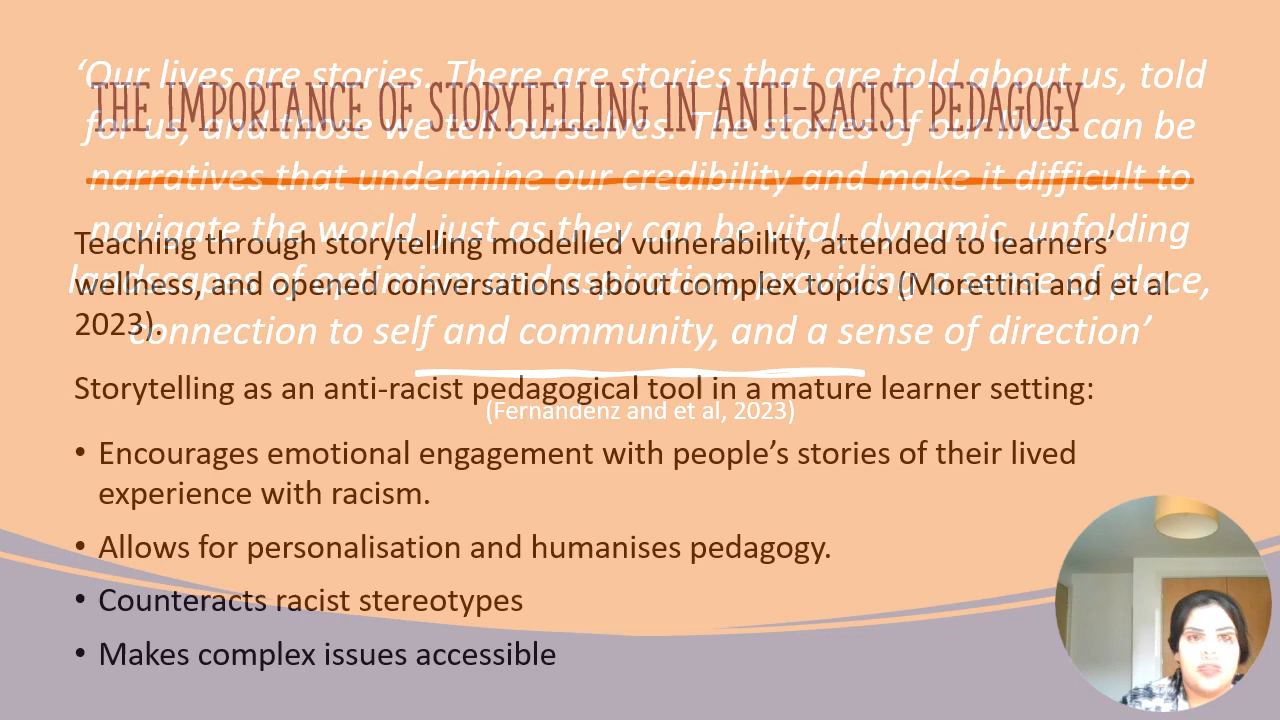 ‘Our lives are stories. There are stories that are told about us, told
for us, and those we tell ourselves. The stories of our lives can be
narratives that undermine our credibility and make it difficult to
navigate the world, just as they can be vital, dynamic, unfolding
landscapes of optimism and aspiration, providing a sense of place,
connection to self and community, and a sense of direction’
(Fernandenz and et al, 2023)
THE IMPORTANCE OF STORYTELLING IN ANTI-RACIST PEDAGOGY
Teaching through storytelling modelled vulnerability, attended to learners’
wellness, and opened conversations about complex topics (Morettini and et al
2023).
Storytelling as an anti-racist pedagogical tool in a mature learner setting:
• Encourages emotional engagement with people’s stories of their lived
experience with racism.
• Allows for personalisation and humanises pedagogy.
• Counteracts racist stereotypes
• Makes complex issues accessible